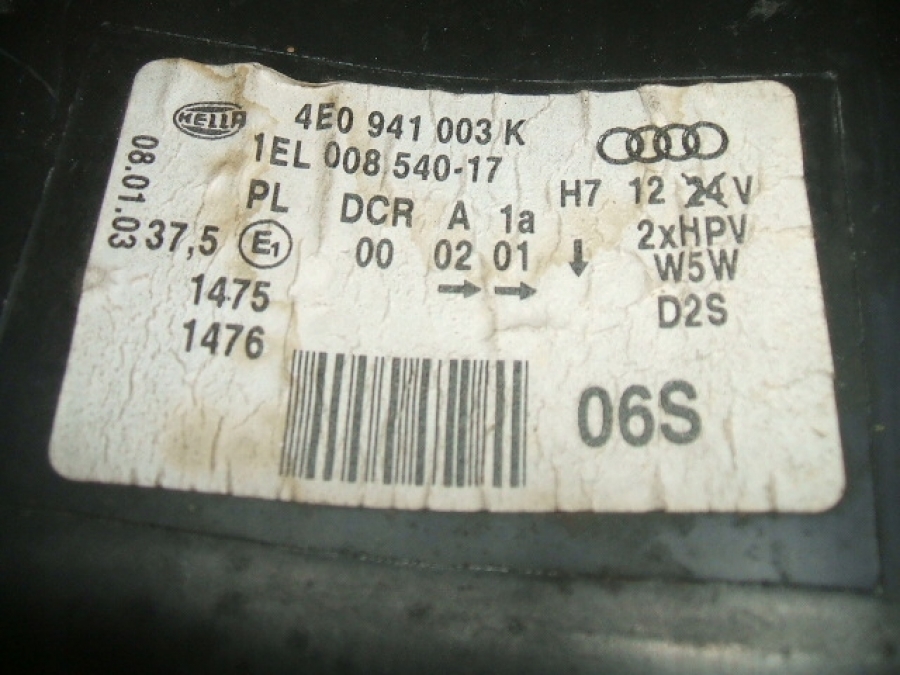 HELLA
4E0 941 003 K
1EL 008 540-17
08.01.03
PL DCR A 1a H7 12 24 V
37,5 E1 00 02 01 ↓ 2xHPV
→ → W5W
1475 D2S
1476
06S